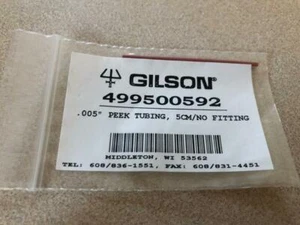 GILSON®
499500592
.005" PEEK TUBING, 5CM/NO FITTING
MIDDLETON, WI 53562
TEL: 608/836-1551, FAX: 608/831-4451